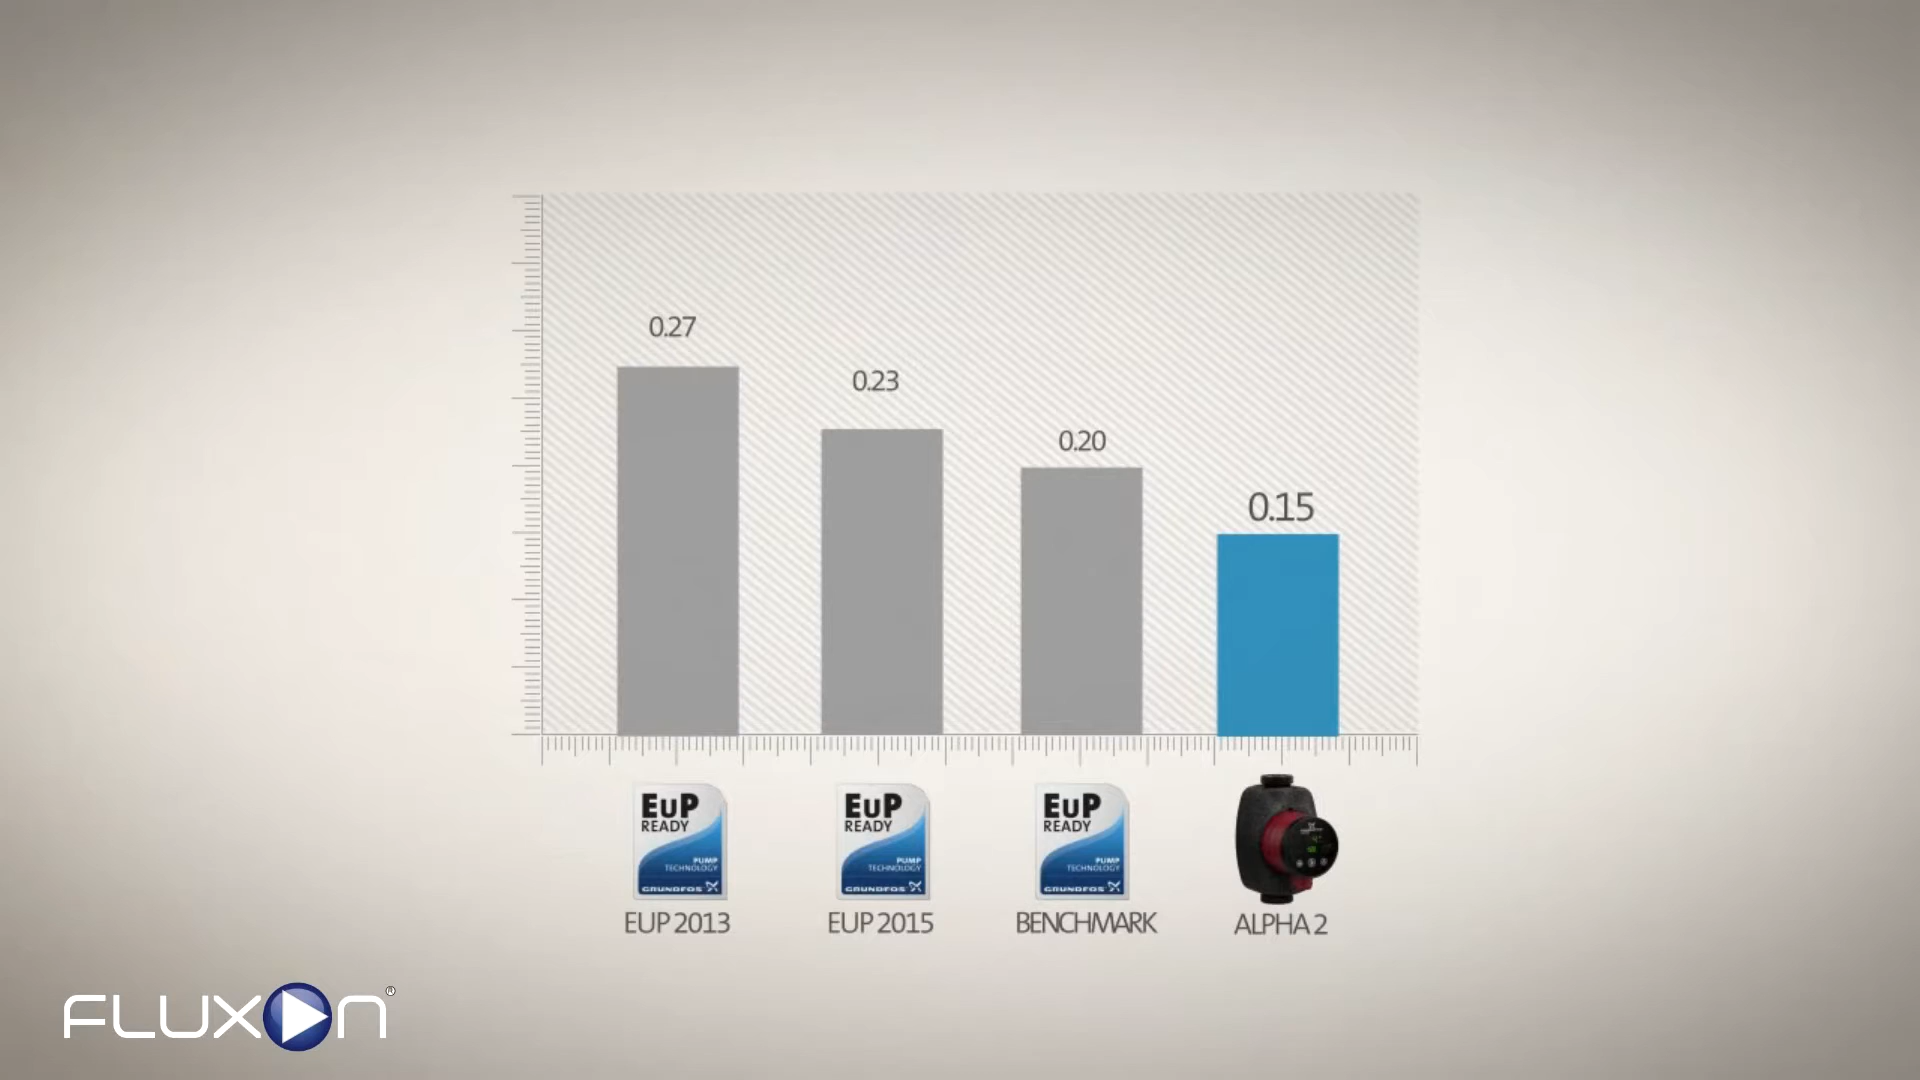 0.27
0.23
0.20
0.15
EuP
READY
PUMP
TECHNOLOGY
GRUNDFOS
EuP
READY
PUMP
TECHNOLOGY
GRUNDFOS
EuP
READY
PUMP
TECHNOLOGY
GRUNDFOS
EUP 2013
EUP 2015
BENCHMARK
ALPHA 2
FLUXON®